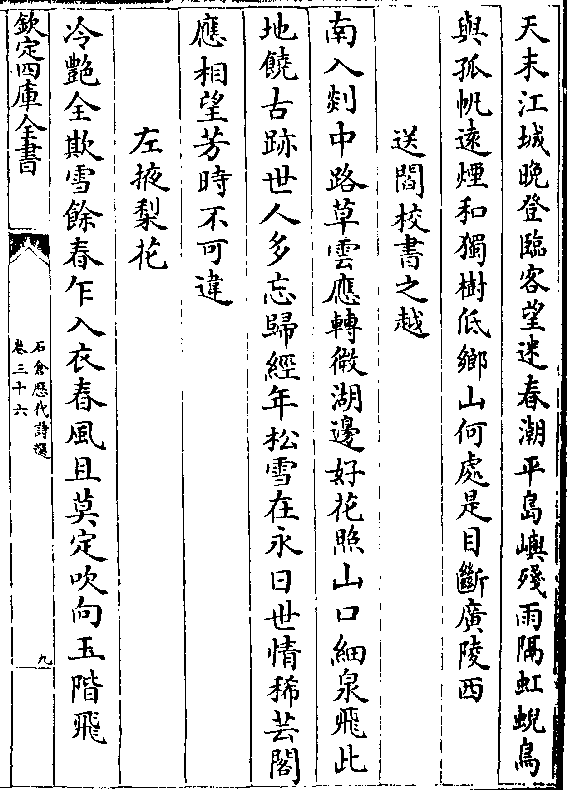 天末江城晚登臨客望迷春潮平島嶼殘雨隔虹蜺鳥
與孤帆遠煙和獨樹低鄉山何處是目斷廣陵西
送閻校書之越
南入剡中路草雲應轉微湖邊好花照山口細泉飛此
地饒古跡世人多忘歸經年松雪在永日世情稀芸閣
應相望芳時不可違
左掖梨花
冷艷全欺雪餘春乍入衣春風且莫定吹向玉階飛
欽定四庫全書
石倉歷代詩選
卷三十六
九